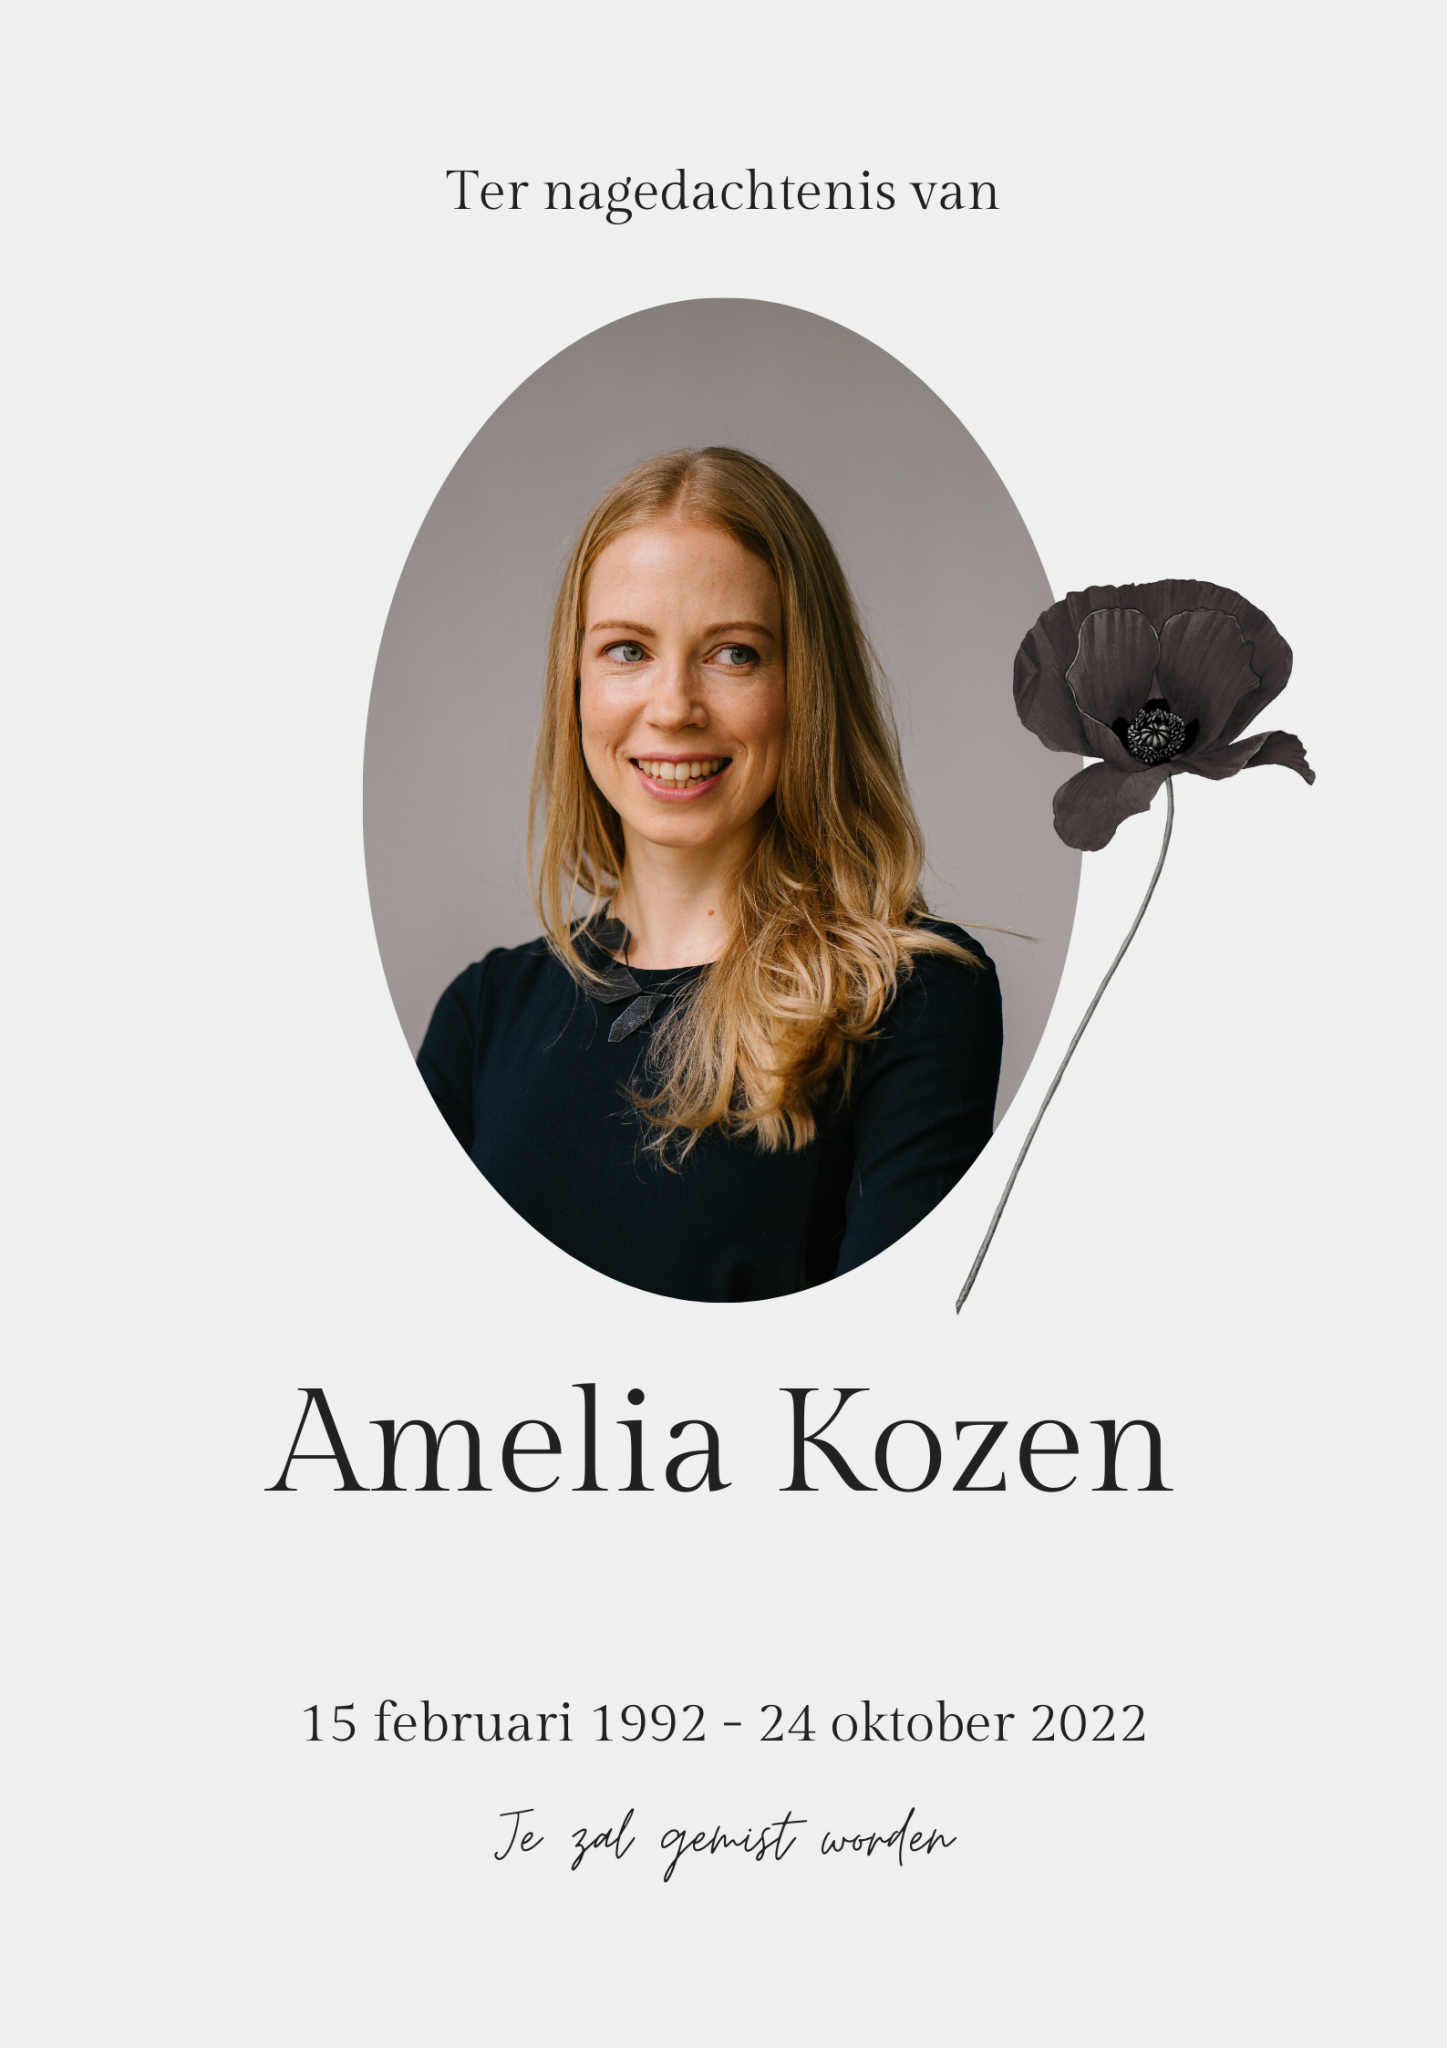 Ter nagedachtenis van
Amelia Kozen
15 februari 1992 - 24 oktober 2022
Je zal gemist worden